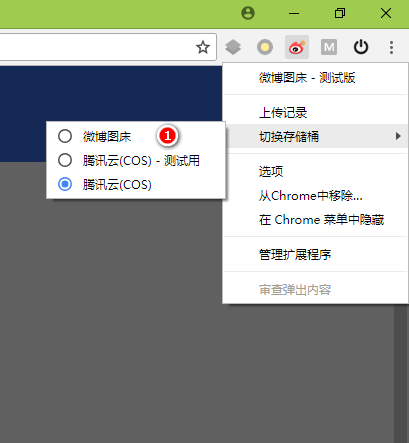 M
微博图床 - 测试版
上传记录
切换存储桶
微博图床
1
腾讯云(COS) - 测试用
腾讯云(COS)
选项
从Chrome中移除...
在 Chrome 菜单中隐藏
管理扩展程序
审查弹出内容